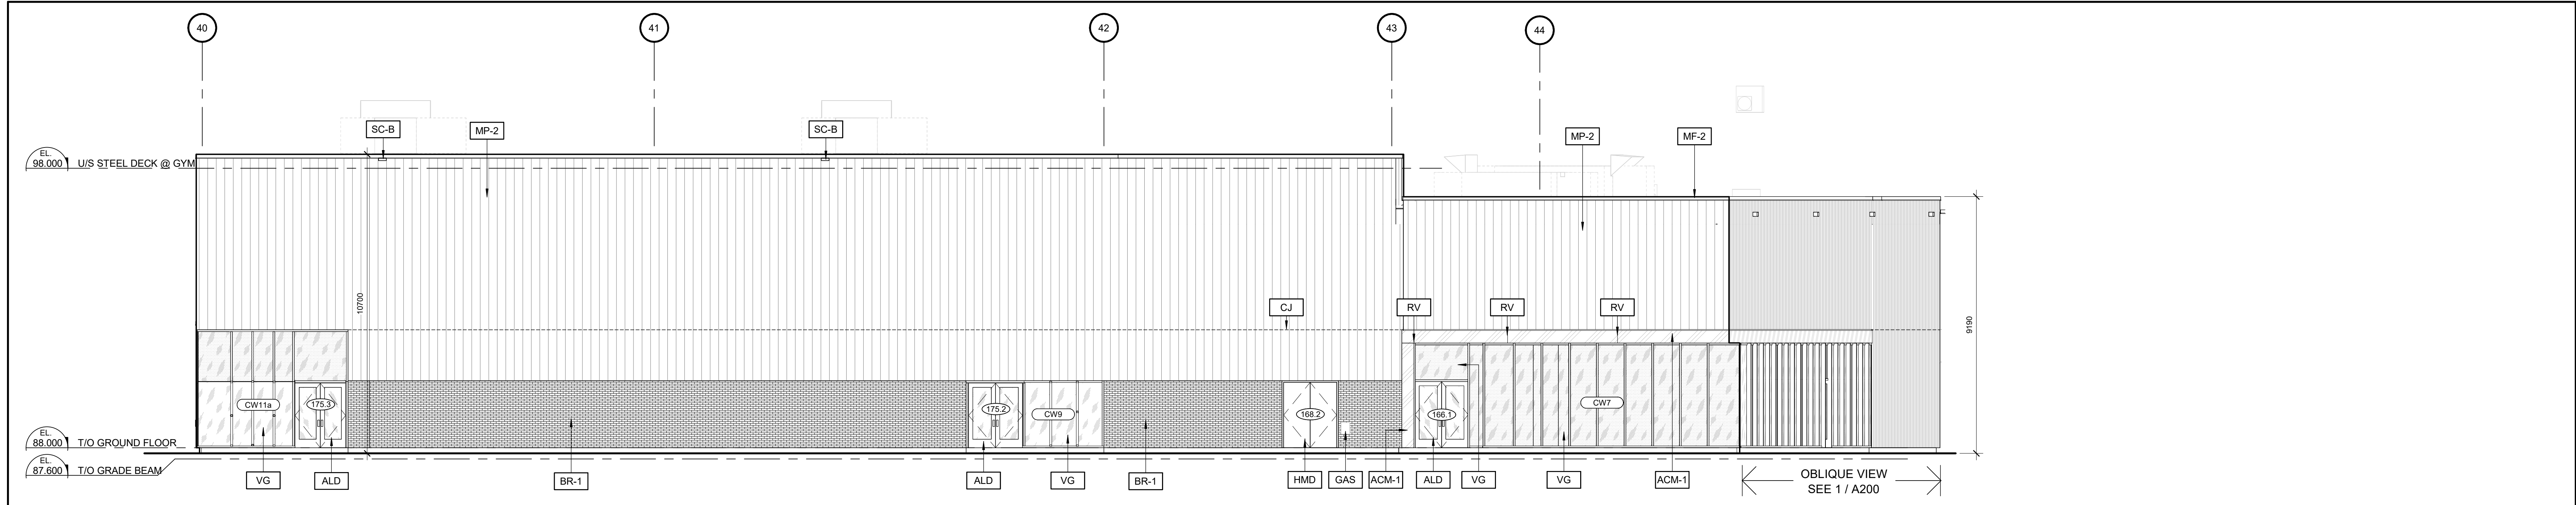 40
41
42
43
44
SC-B
MP-2
SC-B
MP-2
MF-2
EL.
98.000
U/S STEEL DECK @ GYM
10700
CJ
RV
RV
RV
9190
CW11a
175.3
175.2
CW9
168.2
166.1
CW7
EL.
88.000
T/O GROUND FLOOR
EL.
87.600
T/O GRADE BEAM
VG
ALD
BR-1
ALD
VG
BR-1
HMD
GAS
ACM-1
ALD
VG
VG
ACM-1
OBLIQUE VIEW
SEE 1 / A200